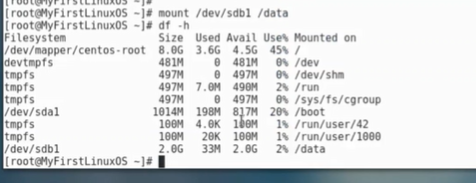 [root@MyFirstLinuxOS ~]#
[root@MyFirstLinuxOS ~]# mount /dev/sdb1 /data
[root@MyFirstLinuxOS ~]# df -h
Filesystem Size Used Avail Use% Mounted on
/dev/mapper/centos-root 8.0G 3.6G 4.5G 45% /
devtmpfs 481M 0 481M 0% /dev
tmpfs 497M 0 497M 0% /dev/shm
tmpfs 497M 7.0M 490M 2% /run
tmpfs 497M 0 497M 0% /sys/fs/cgroup
/dev/sda1 1014M 198M 817M 20% /boot
tmpfs 100M 4.0K 100M 1% /run/user/42
tmpfs 100M 20K 100M 1% /run/user/1000
/dev/sdb1 2.0G 33M 2.0G 2% /data
[root@MyFirstLinuxOS ~]#